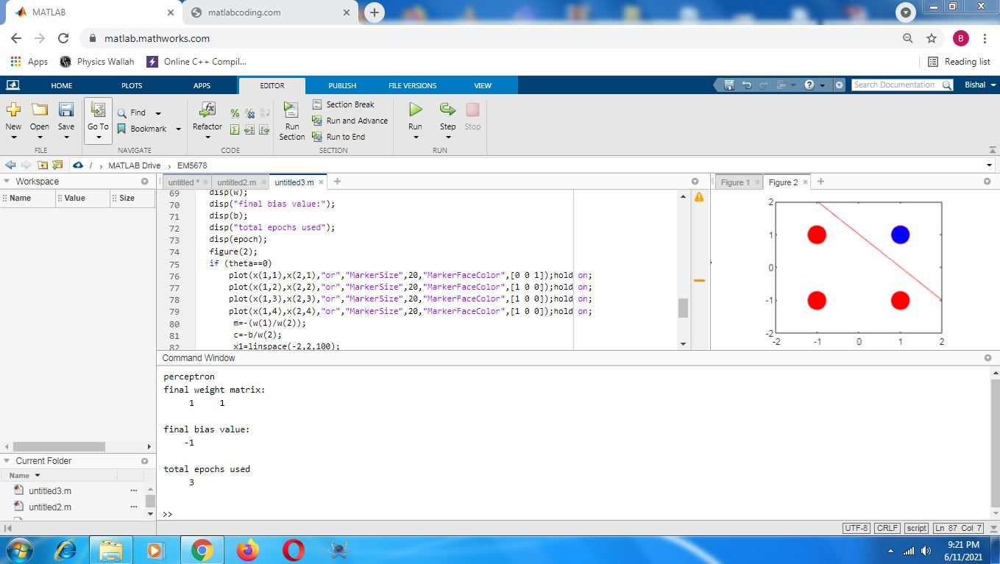 MATLAB
matlabcoding.com
matlab.mathworks.com
B
Apps
Physics Wallah
Online C++ Compil...
Reading list
HOME
PLOTS
APPS
EDITOR
PUBLISH
FILE VERSIONS
VIEW
Search Documentation
Bishal
New
Open
Save
Go To
Find
Bookmark
Refactor
Run Section
Section Break
Run and Advance
Run to End
Run
Step
Stop
FILE
NAVIGATE
CODE
SECTION
RUN
/ › MATLAB Drive › EM5678
Workspace
Name Value Size
untitled * × untitled2.m × untitled3.m ×
Figure 1 × Figure 2 ×
69 disp(w);
70 disp("final bias value:");
71 disp(b);
72 disp("total epochs used");
73 disp(epoch);
74 figure(2);
75 if (theta==0)
76 plot(x(1,1),x(2,1),"or","MarkerSize",20,"MarkerFaceColor",[0 0 1]);hold on;
77 plot(x(1,2),x(2,2),"or","MarkerSize",20,"MarkerFaceColor",[1 0 0]);hold on;
78 plot(x(1,3),x(2,3),"or","MarkerSize",20,"MarkerFaceColor",[1 0 0]);hold on;
79 plot(x(1,4),x(2,4),"or","MarkerSize",20,"MarkerFaceColor",[1 0 0]);hold on;
80 m=-(w(1)/w(2));
81 c=-b/w(2);
82 x1=linspace(-2,2,100);
2
1
0
-1
-2
-2 -1 0 1 2
Command Window
perceptron
final weight matrix:
1 1
final bias value:
-1
total epochs used
3
>>
Current Folder
Name
untitled3.m
untitled2.m
UTF-8 CRLF script Ln 87 Col 7
9:21 PM
6/11/2021